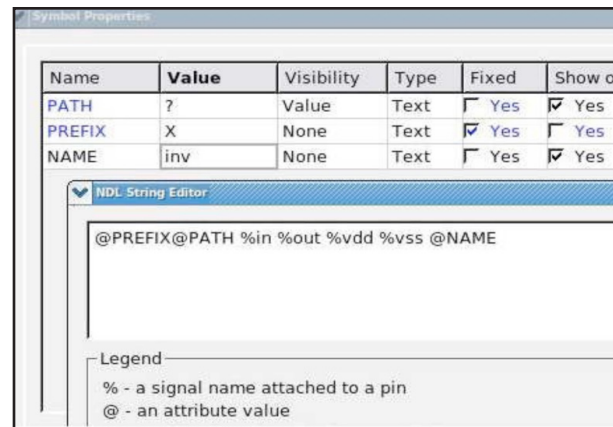 Symbol Properties
Name Value Visibility Type Fixed Show o
PATH ? Value Text Yes Yes
PREFIX X None Text Yes Yes
NAME inv None Text Yes Yes
NDL String Editor
@PREFIX@PATH %in %out %vdd %vss @NAME
Legend
% - a signal name attached to a pin
@ - an attribute value